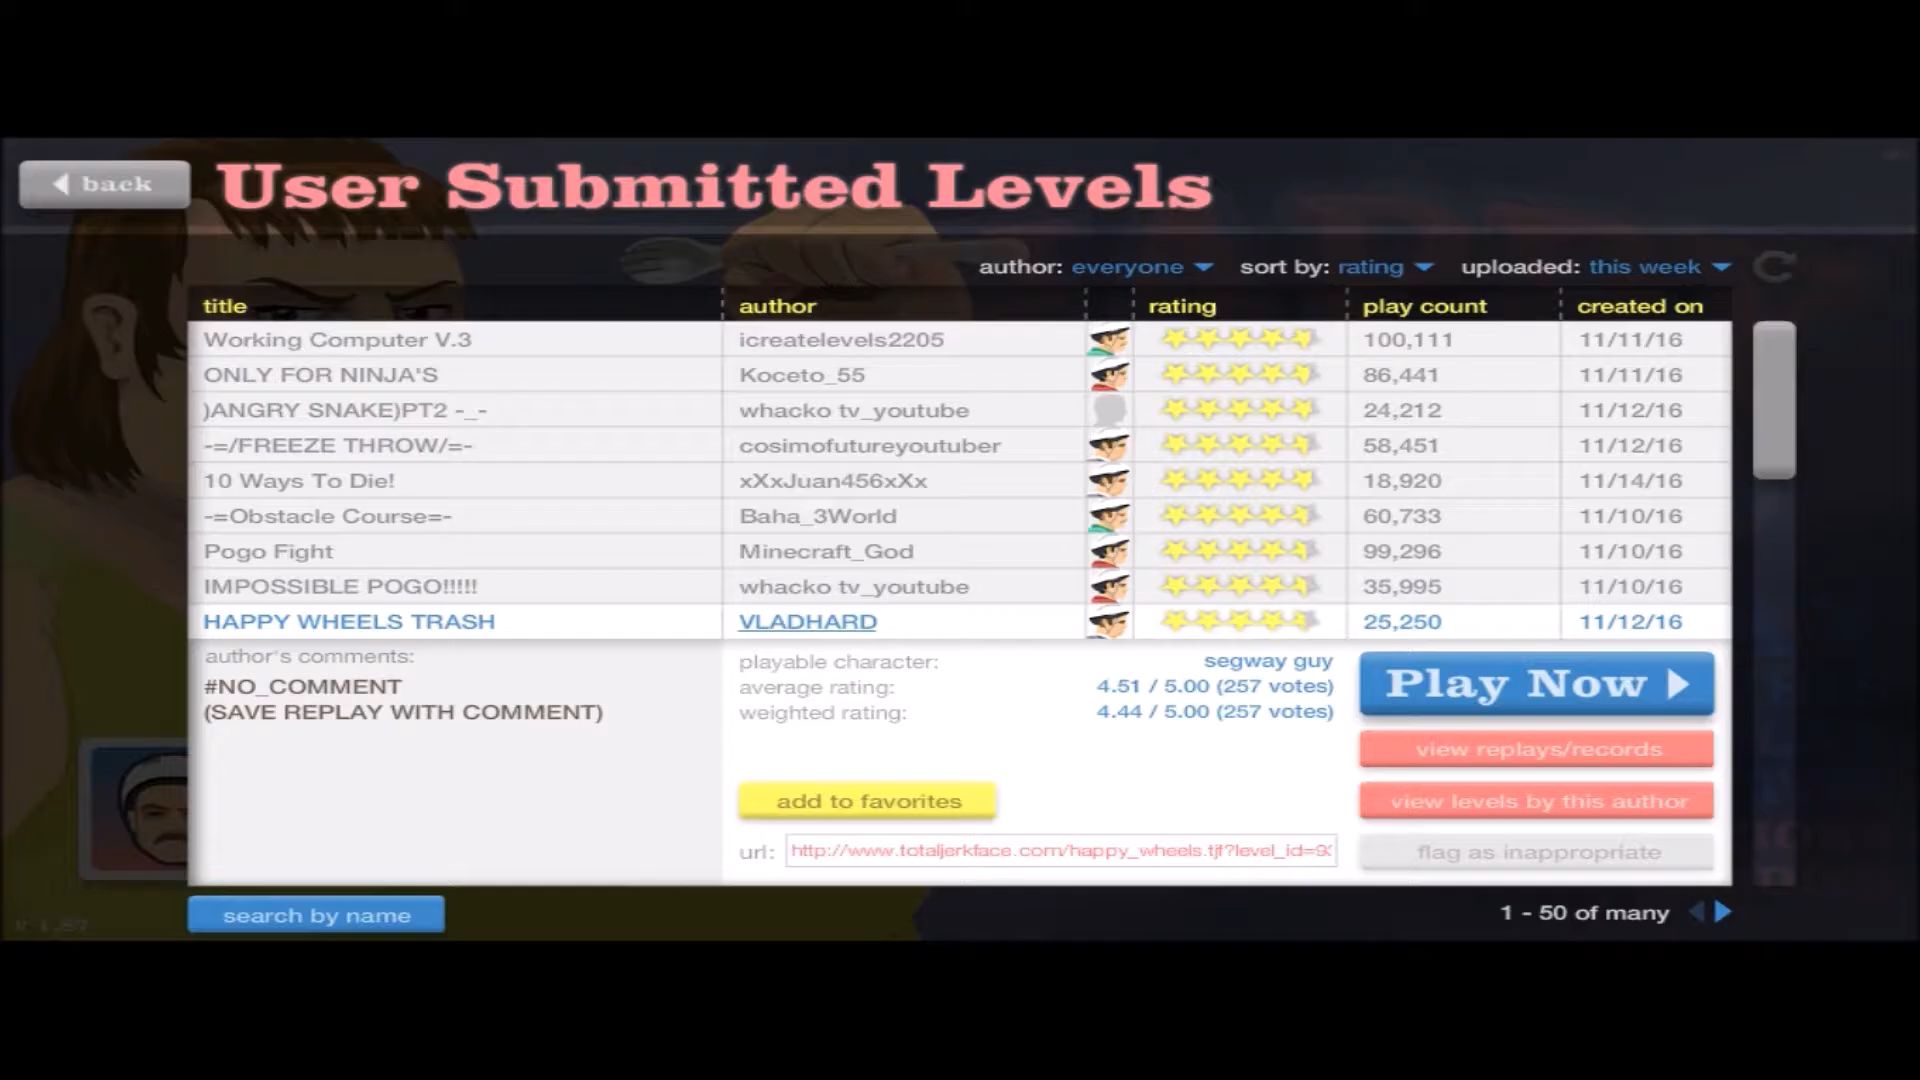 back
User Submitted Levels
author: everyone sort by: rating uploaded: this week
title author rating play count created on
Working Computer V.3 icreatelevels2205 100,111 11/11/16
ONLY FOR NINJA'S Koceto_55 86,441 11/11/16
)ANGRY SNAKE)PT2 -_- whacko tv_youtube 24,212 11/12/16
-=/FREEZE THROW/=- cosimofutureyoutuber 58,451 11/12/16
10 Ways To Die! xXxJuan456xXx 18,920 11/14/16
-=Obstacle Course=- Baha_3World 60,733 11/10/16
Pogo Fight Minecraft_God 99,296 11/10/16
IMPOSSIBLE POGO!!!!! whacko tv_youtube 35,995 11/10/16
HAPPY WHEELS TRASH VLADHARD 25,250 11/12/16
author's comments:
#NO_COMMENT
(SAVE REPLAY WITH COMMENT)
playable character: segway guy
average rating: 4.51 / 5.00 (257 votes)
weighted rating: 4.44 / 5.00 (257 votes)
add to favorites
url: http://www.totaljerkface.com/happy_wheels.tjf?level_id=9
Play Now
view replays/records
view levels by this author
flag as inappropriate
search by name
1 - 50 of many